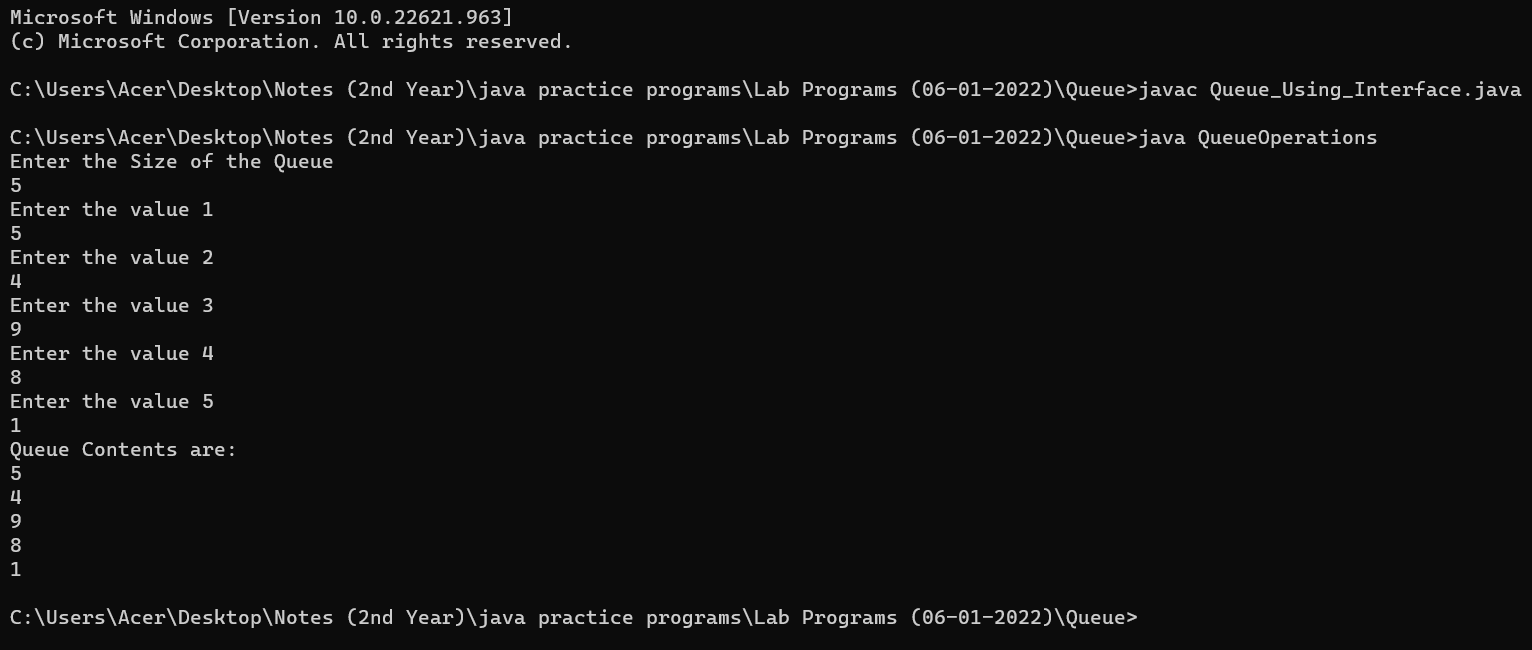 Microsoft Windows [Version 10.0.22621.963]
(c) Microsoft Corporation. All rights reserved.
C:\Users\Acer\Desktop\Notes (2nd Year)\java practice programs\Lab Programs (06-01-2022)\Queue>javac Queue_Using_Interface.java
C:\Users\Acer\Desktop\Notes (2nd Year)\java practice programs\Lab Programs (06-01-2022)\Queue>java QueueOperations
Enter the Size of the Queue
5
Enter the value 1
5
Enter the value 2
4
Enter the value 3
9
Enter the value 4
8
Enter the value 5
1
Queue Contents are:
5
4
9
8
1
C:\Users\Acer\Desktop\Notes (2nd Year)\java practice programs\Lab Programs (06-01-2022)\Queue>